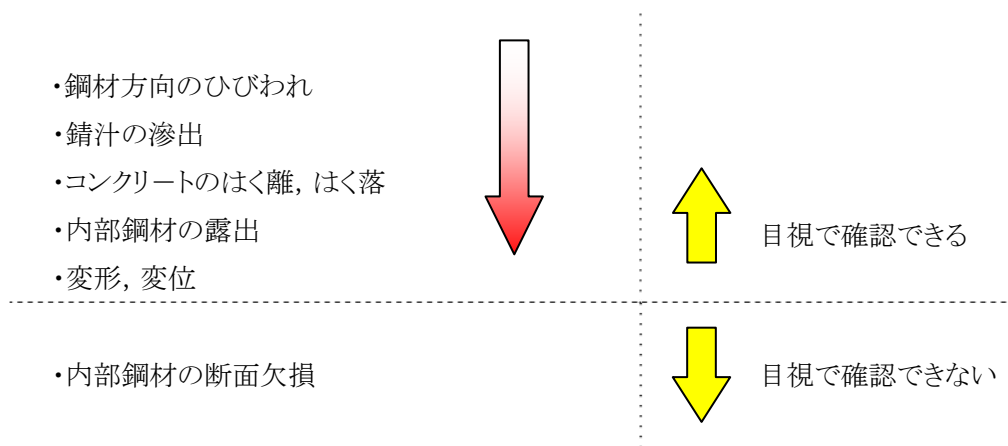 ・鋼材方向のひびわれ
・錆汁の滲出
・コンクリートのはく離, はく落
・内部鋼材の露出
目視で確認できる
・変形, 変位
・内部鋼材の断面欠損
目視で確認できない